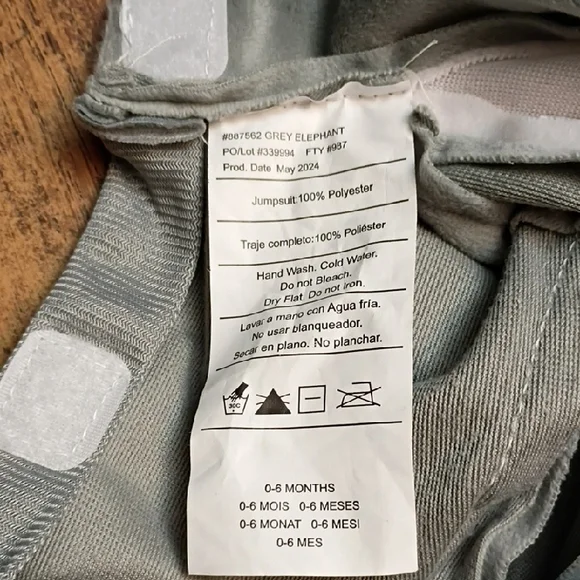 #887562 GREY ELEPHANT
PO/Lot #339994 FTY #987
Prod. Date May 2024
Jumpsuit:100% Polyester
Traje completo:100% Poliéster
Hand Wash. Cold Water.
Do not Bleach.
Dry Flat. Do not Iron.
Lavar a mano con Agua fría.
No usar blanqueador.
Secar en plano. No planchar.
30C
0-6 MONTHS
0-6 MOIS 0-6 MESES
0-6 MONAT 0-6 MESI
0-6 MES